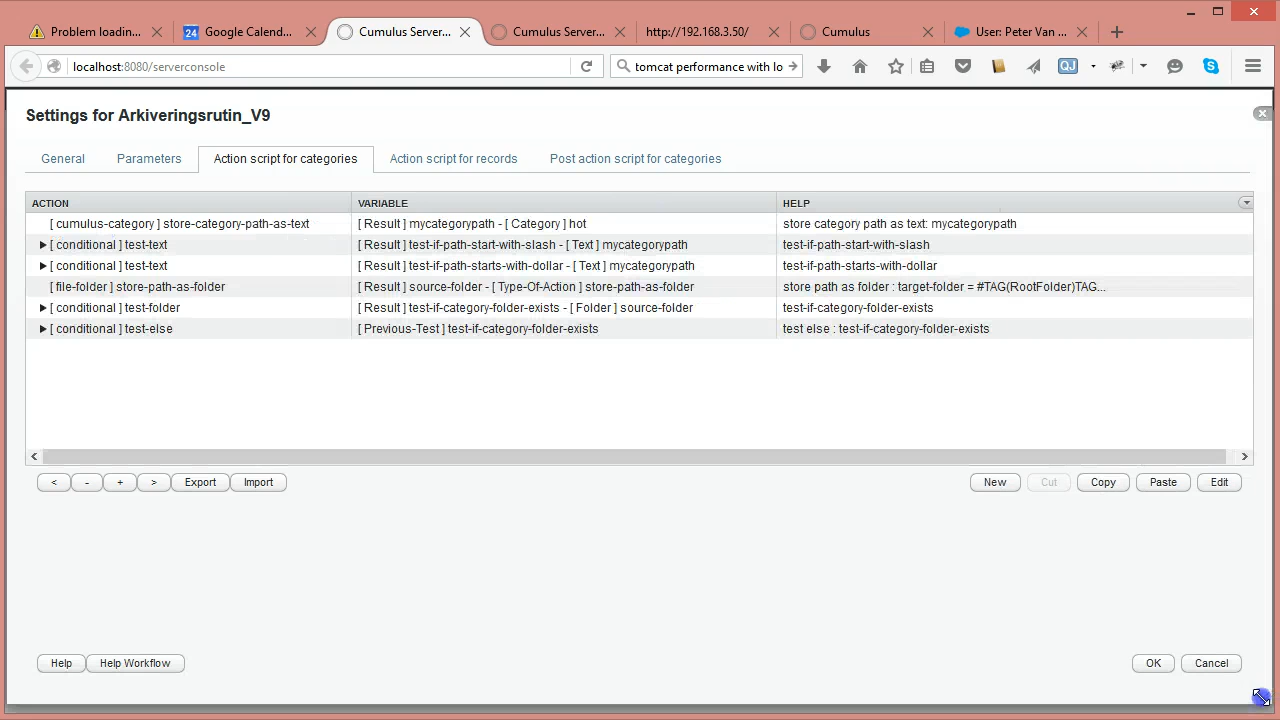 Problem loadin...
24 Google Calend...
Cumulus Server...
Cumulus Server...
http://192.168.3.50/
Cumulus
User: Peter Van ...
localhost:8080/serverconsole
tomcat performance with lo
QJ
Settings for Arkiveringsrutin_V9
General Parameters Action script for categories Action script for records Post action script for categories
ACTION VARIABLE HELP
[ cumulus-category ] store-category-path-as-text [ Result ] mycategorypath - [ Category ] hot store category path as text: mycategorypath
[ conditional ] test-text [ Result ] test-if-path-start-with-slash - [ Text ] mycategorypath test-if-path-start-with-slash
[ conditional ] test-text [ Result ] test-if-path-starts-with-dollar - [ Text ] mycategorypath test-if-path-starts-with-dollar
[ file-folder ] store-path-as-folder [ Result ] source-folder - [ Type-Of-Action ] store-path-as-folder store path as folder : target-folder = #TAG(RootFolder)TAG...
[ conditional ] test-folder [ Result ] test-if-category-folder-exists - [ Folder ] source-folder test-if-category-folder-exists
[ conditional ] test-else [ Previous-Test ] test-if-category-folder-exists test else : test-if-category-folder-exists
< - + > Export Import New Cut Copy Paste Edit
Help Help Workflow OK Cancel